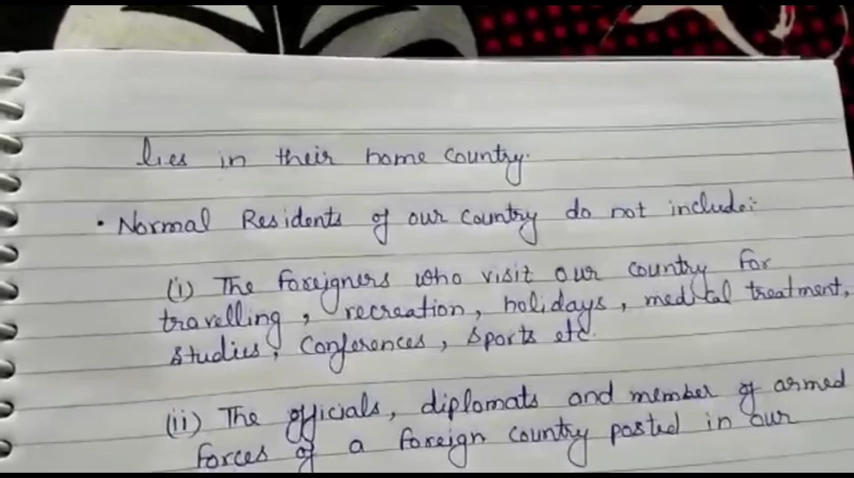 lies in their home country.
• Normal Residents of our country do not include:-
(i) The foreigners who visit our country for
travelling, recreation, holidays, medical treatment,
studies, conferences, sports etc.
(ii) The officials, diplomats and member of armed
forces of a foreign country posted in our